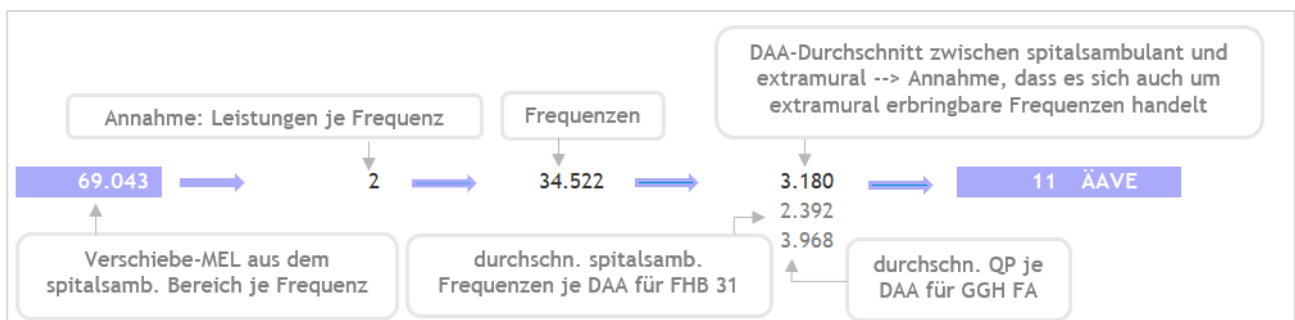 DAA-Durchschnitt zwischen spitalsambulant und
extramural --> Annahme, dass es sich auch um
extramural erbringbare Frequenzen handelt
Annahme: Leistungen je Frequenz
Frequenzen
69.043
2
34.522
3.180
11 ÄAVE
2.392
3.968
Verschiebe-MEL aus dem
spitalsamb. Bereich je Frequenz
durchschn. spitalsamb.
Frequenzen je DAA für FHB 31
durchschn. QP je
DAA für GGH FA